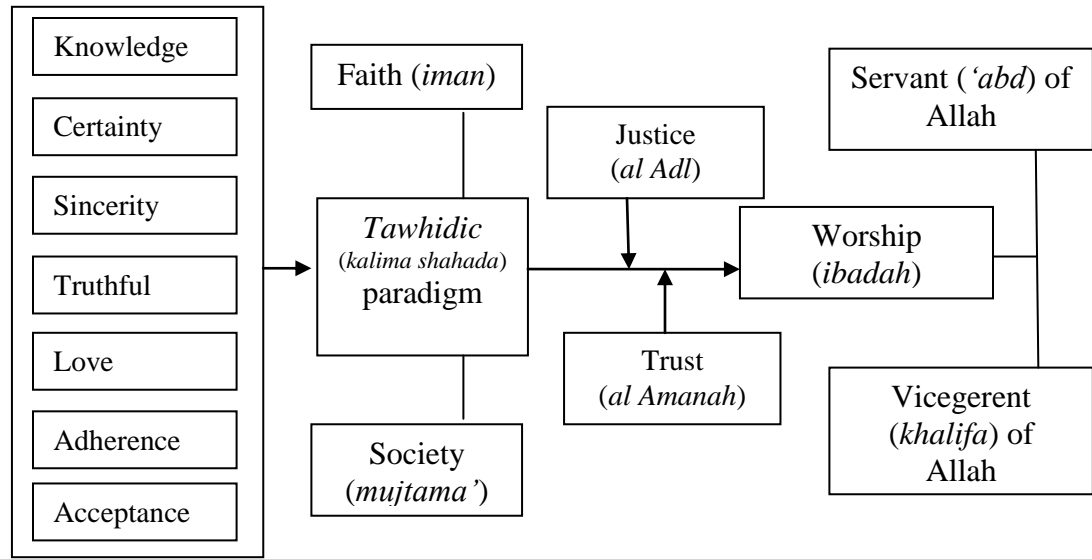 Knowledge
Certainty
Sincerity
Truthful
Love
Adherence
Acceptance
Faith (iman)
Tawhidic
(kalima shahada)
paradigm
Society
(mujtama’)
Justice
(al Adl)
Trust
(al Amanah)
Worship
(ibadah)
Servant (‘abd) of
Allah
Vicegerent
(khalifa) of
Allah